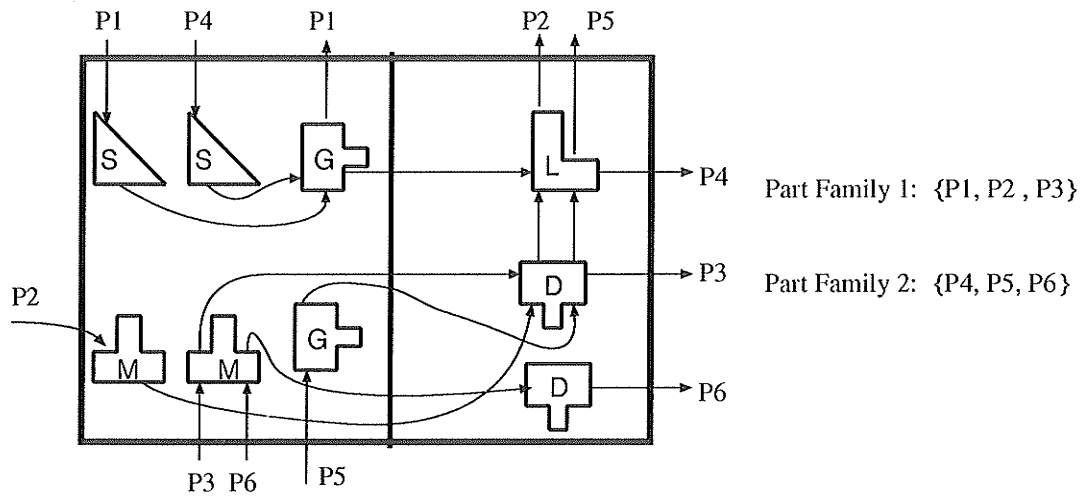 P1 P4 P1 P2 P5
S S G L
P4
Part Family 1: {P1, P2 , P3}
D P3
Part Family 2: {P4, P5, P6}
P2
M M G
D P6
P3 P6 P5